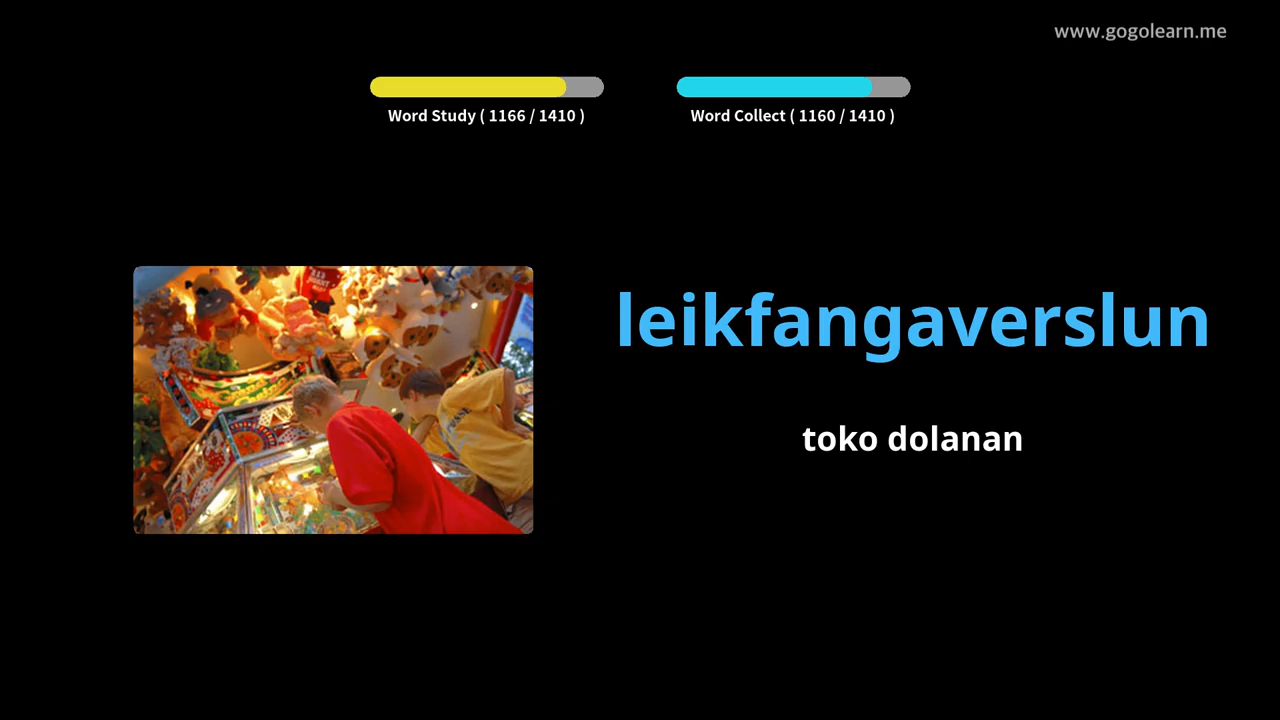 www.gogolearn.me
Word Study ( 1166 / 1410 )
Word Collect ( 1160 / 1410 )
leikfangaverslun
toko dolanan